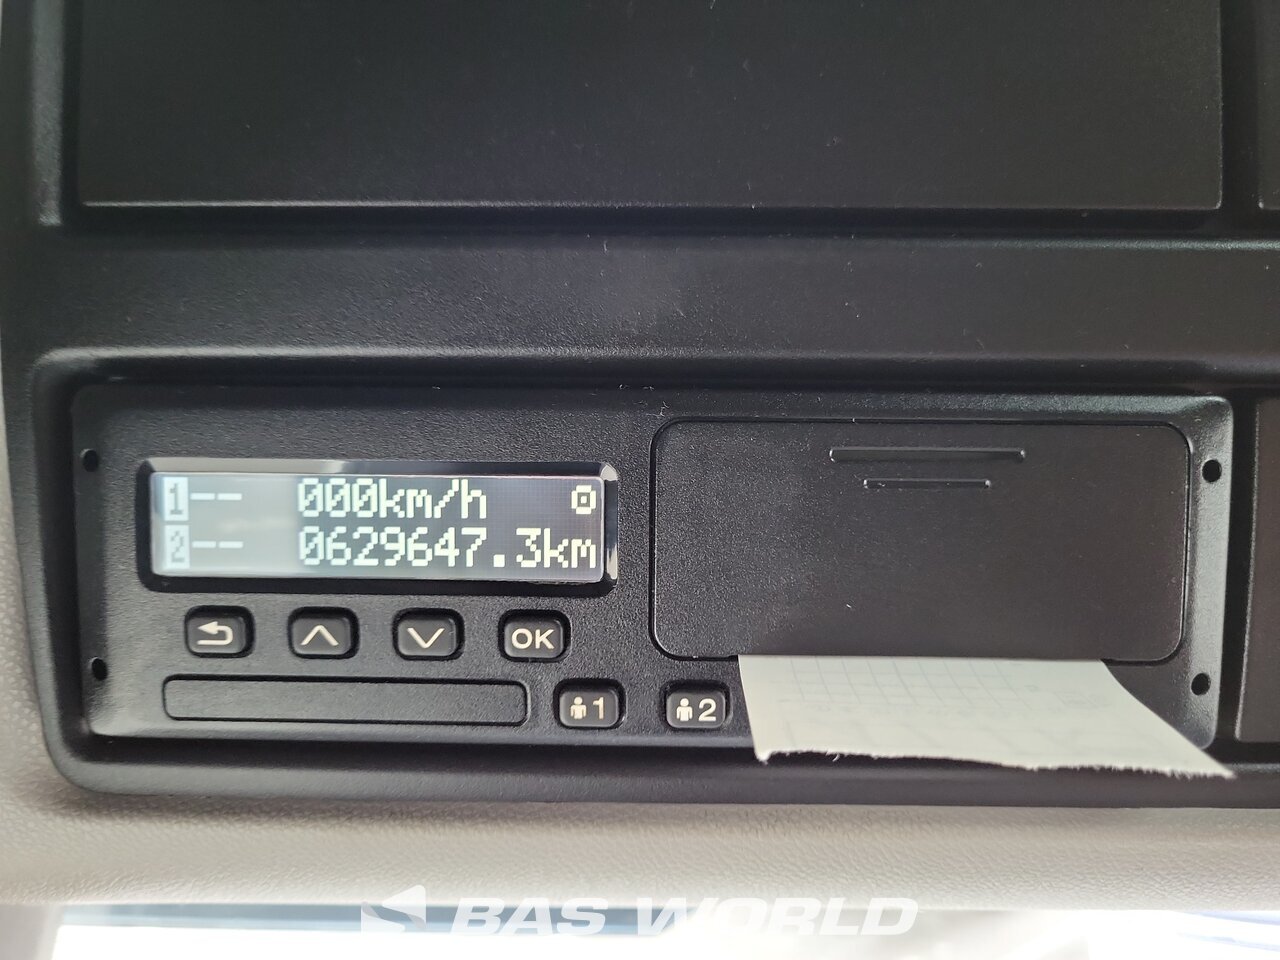 1-- 000km/h
2-- 0629647.3km
OK
1
2
BAS WORLD